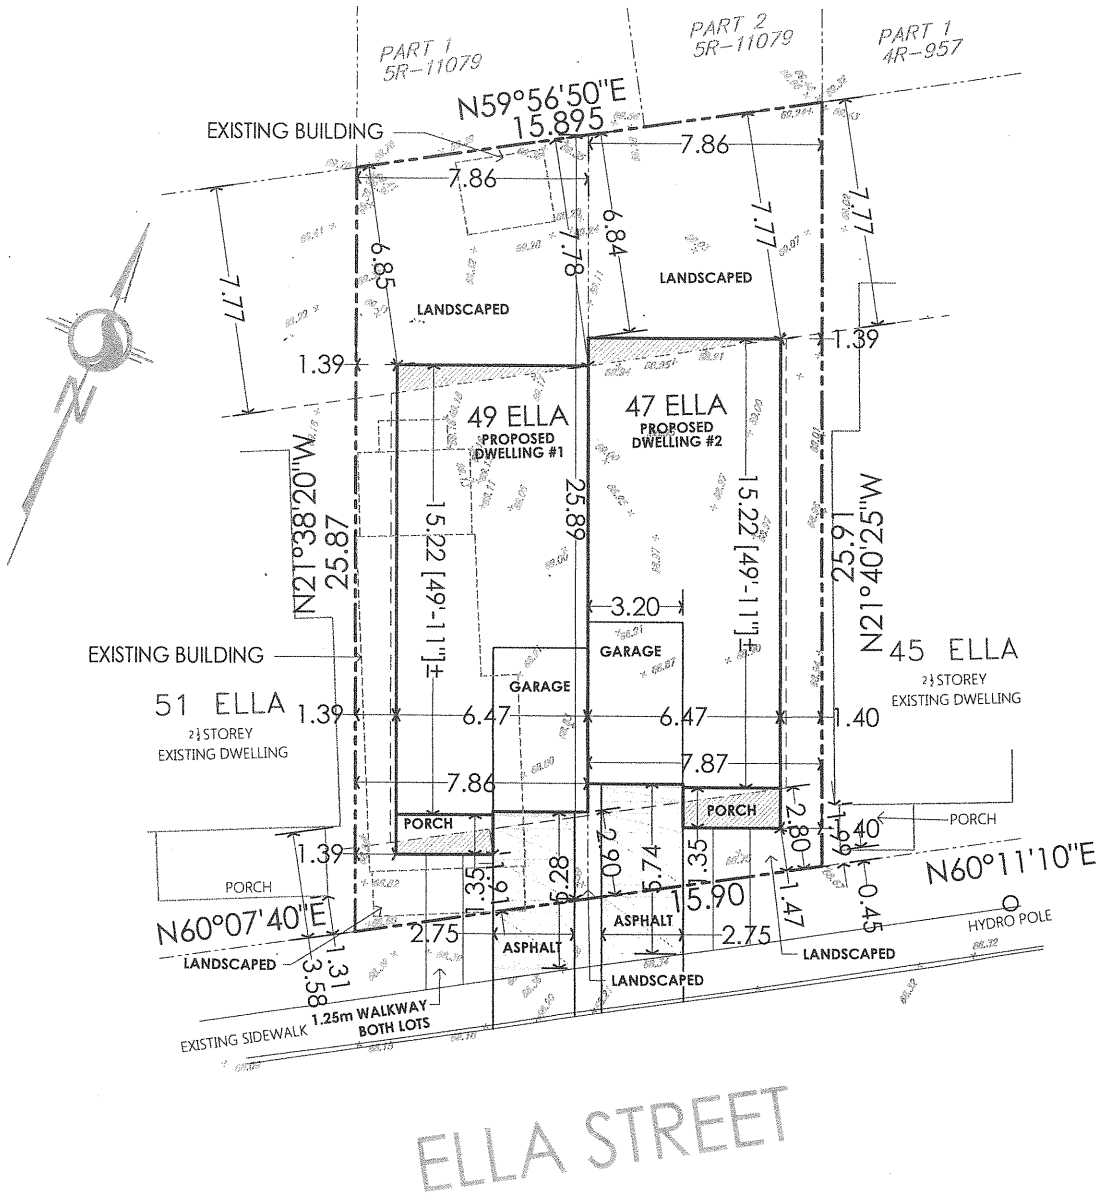 PART 1
5R-11079
PART 2
5R-11079
PART 1
4R-957
N59°56'50"E
15.895
EXISTING BUILDING
7.86
7.86
7.77
6.85
7.78
6.84
7.77
7.77
LANDSCAPED
LANDSCAPED
1.39
1.39
N
49 ELLA
PROPOSED
DWELLING #1
47 ELLA
PROPOSED
DWELLING #2
N21°38'20"W
25.87
15.22 [49'-11"]±
25.89
15.22 [49'-11"]±
25.91
N21°40'25"W
3.20
GARAGE
GARAGE
EXISTING BUILDING
51 ELLA
2½ STOREY
EXISTING DWELLING
45 ELLA
2½ STOREY
EXISTING DWELLING
1.39
6.47
6.47
1.40
7.86
7.87
PORCH
PORCH
PORCH
PORCH
1.39
1.35
1.61
5.28
2.90
5.74
1.35
2.80
1.99
1.40
N60°07'40"E
15.90
N60°11'10"E
1.47
0.45
HYDRO POLE
2.75
ASPHALT
ASPHALT
2.75
LANDSCAPED
LANDSCAPED
LANDSCAPED
1.31
3.58
1.25m WALKWAY
BOTH LOTS
EXISTING SIDEWALK
ELLA STREET